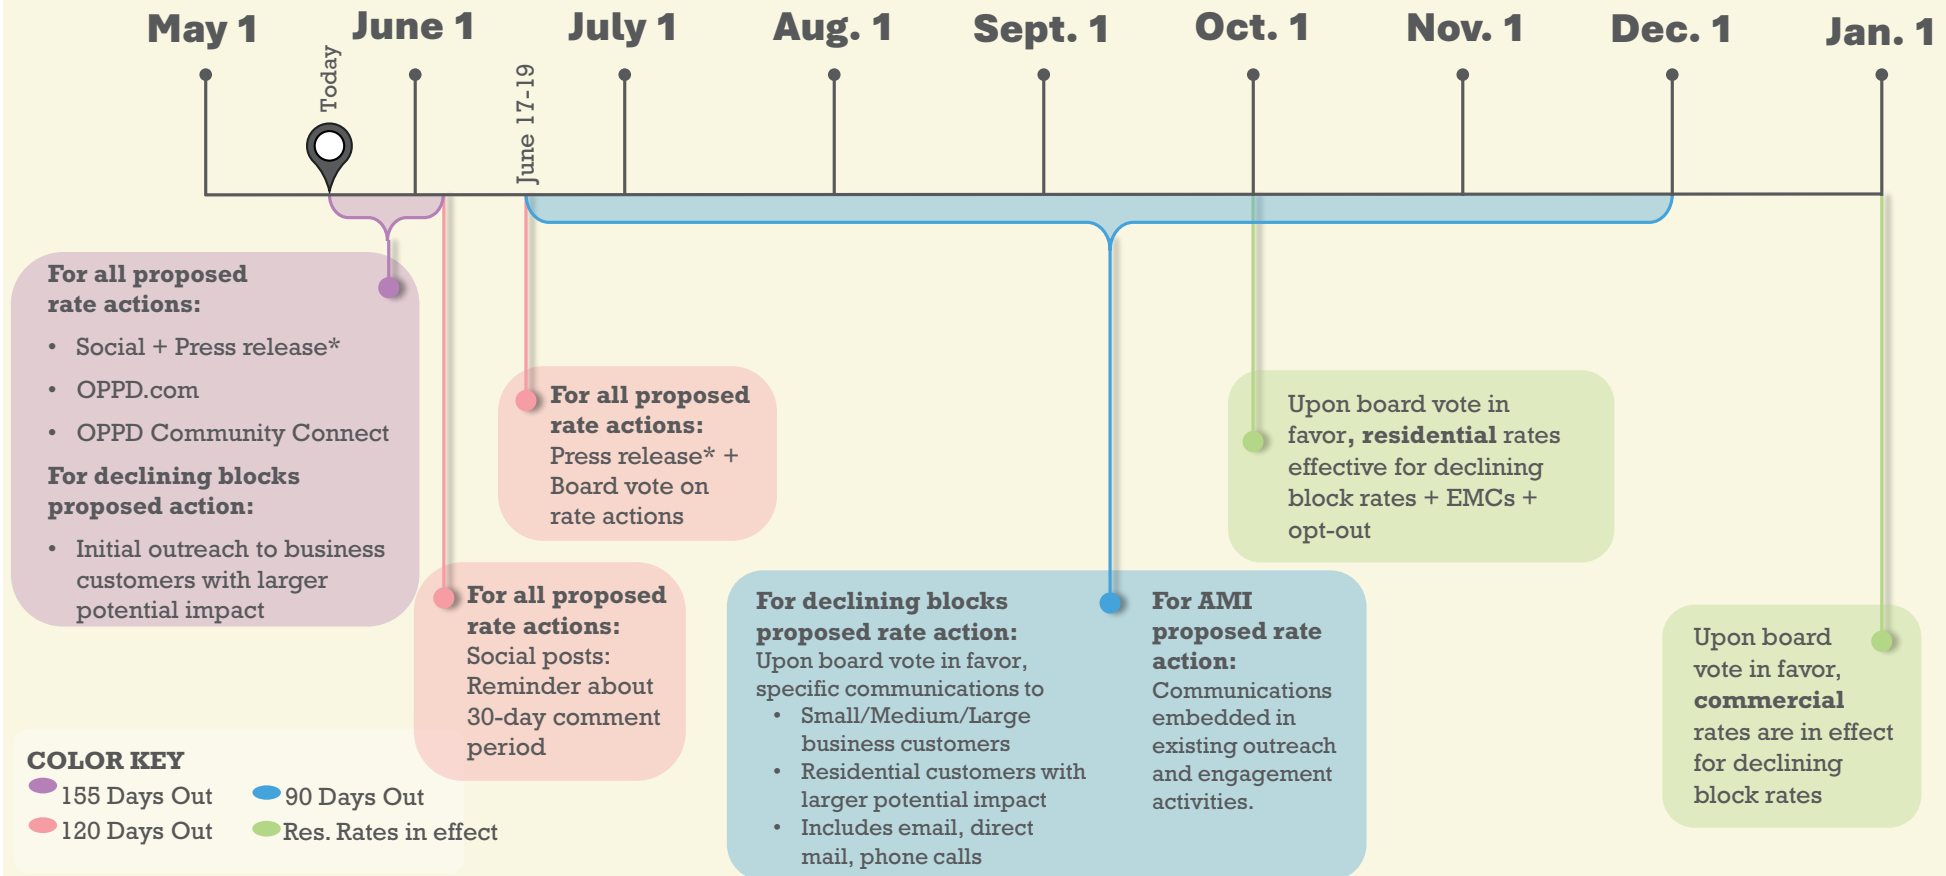 May 1
June 1
July 1
Aug. 1
Sept. 1
Oct. 1
Nov. 1
Dec. 1
Jan. 1
Today
June 17-19
For all proposed
rate actions:
• Social + Press release*
• OPPD.com
• OPPD Community Connect
For declining blocks
proposed action:
• Initial outreach to business
customers with larger
potential impact
For all proposed
rate actions:
Social posts:
Reminder about
30-day comment
period
For all proposed
rate actions:
Press release* +
Board vote on
rate actions
For declining blocks
proposed rate action:
Upon board vote in favor,
specific communications to
• Small/Medium/Large
business customers
• Residential customers with
larger potential impact
• Includes email, direct
mail, phone calls
For AMI
proposed rate
action:
Communications
embedded in
existing outreach
and engagement
activities.
Upon board vote in
favor, residential rates
effective for declining
block rates + EMCs +
opt-out
Upon board
vote in favor,
commercial
rates are in effect
for declining
block rates
COLOR KEY
155 Days Out
90 Days Out
120 Days Out
Res. Rates in effect